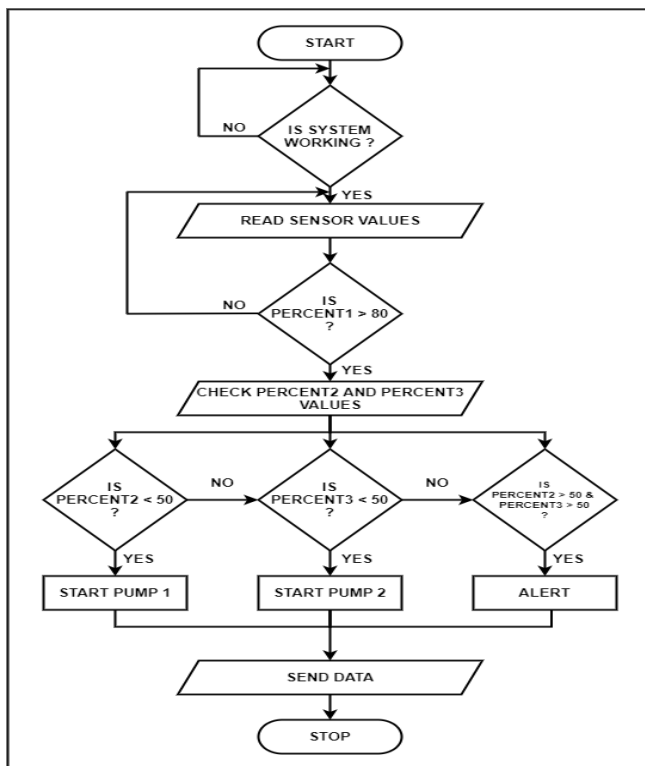 START
NO
IS SYSTEM
WORKING ?
YES
READ SENSOR VALUES
NO
IS
PERCENT1 > 80
?
YES
CHECK PERCENT2 AND PERCENT3
VALUES
IS
PERCENT2 < 50
?
NO
IS
PERCENT3 < 50
?
NO
IS
PERCENT2 > 50 &
PERCENT3 > 50
?
YES
YES
YES
START PUMP 1
START PUMP 2
ALERT
SEND DATA
STOP